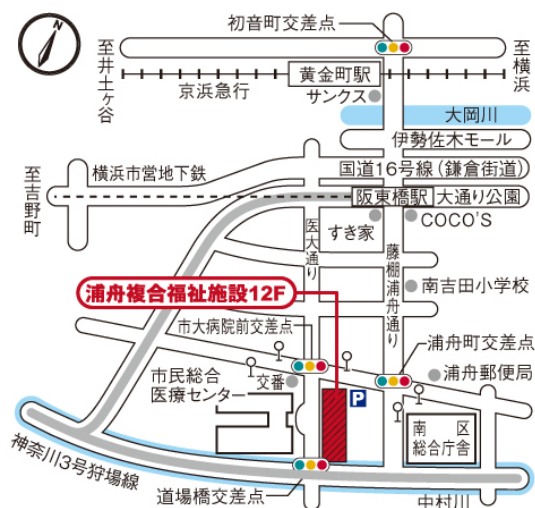 N
初音町交差点
至井土ヶ谷
黄金町駅
至横浜
京浜急行
サンクス
大岡川
伊勢佐木モール
国道16号線(鎌倉街道)
横浜市営地下鉄
至吉野町
阪東橋駅
大通り公園
医大通り
すき家
COCO'S
藤棚浦舟通り
南吉田小学校
浦舟複合福祉施設12F
市大病院前交差点
浦舟町交差点
市民総合
医療センター
交番
P
浦舟郵便局
南区
総合庁舎
神奈川3号狩場線
道場橋交差点
中村川